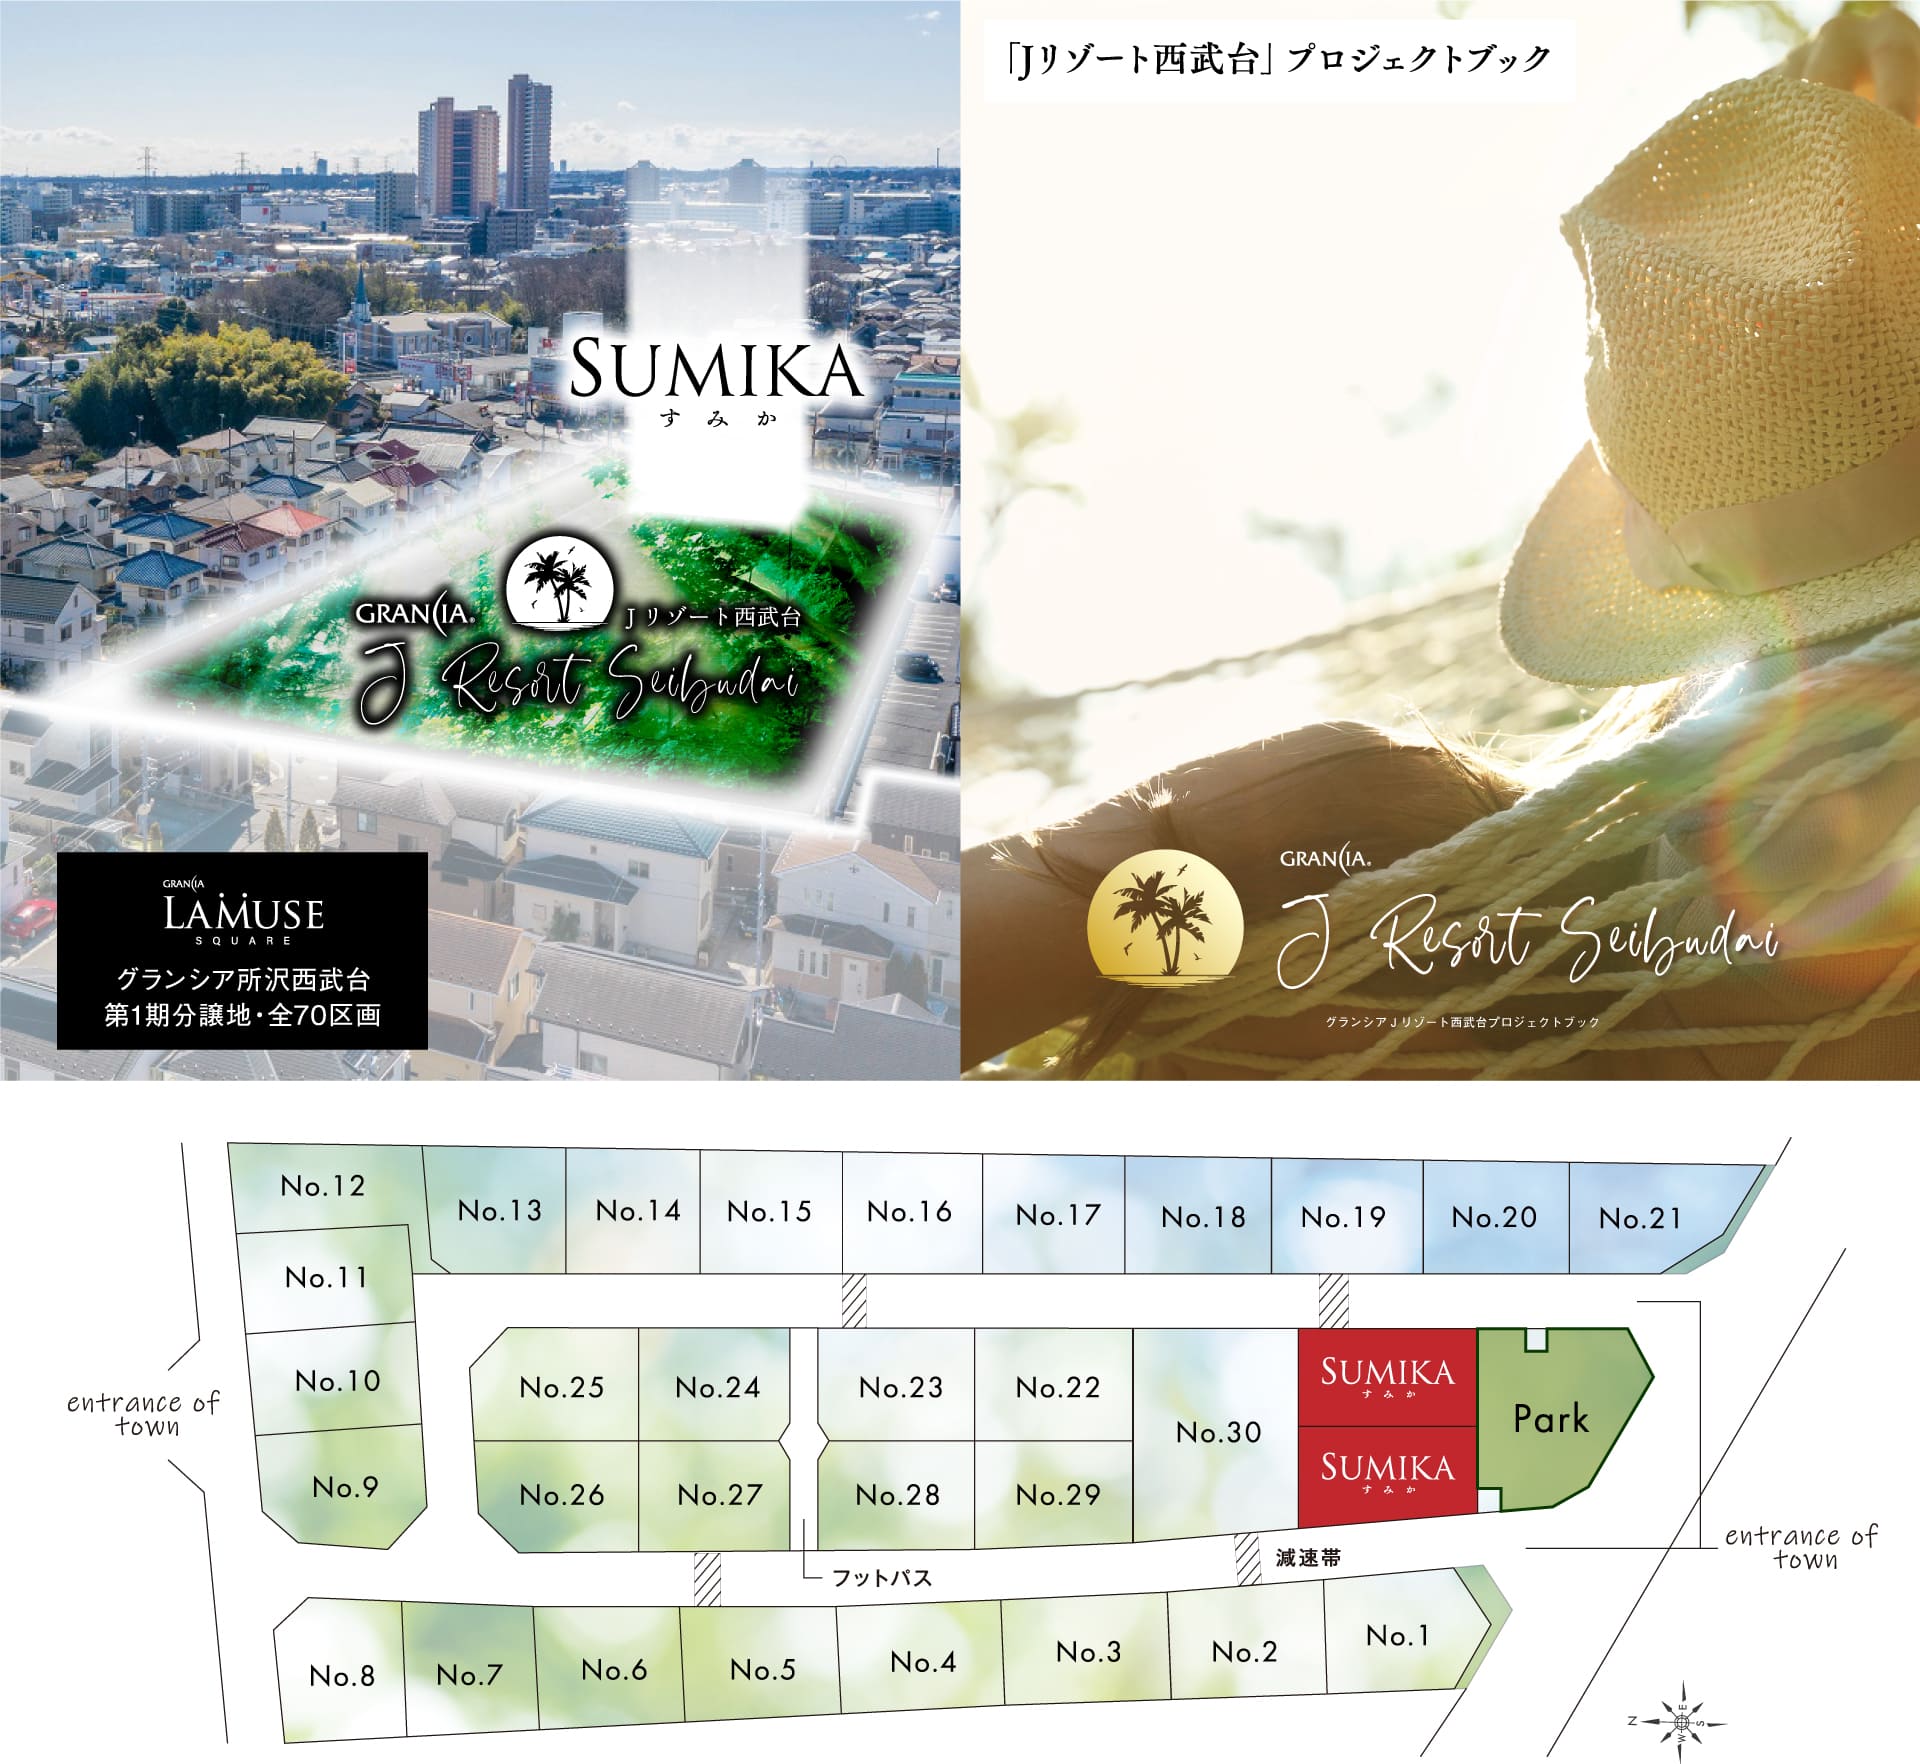 「Jリゾート西武台」プロジェクトブック
SUMIKA
すみか
GRANCIA®
Jリゾート西武台
J Resort Seibudai
GRANCIA
LAMUSE
SQUARE
グランシア所沢西武台
第1期分譲地・全70区画
GRANCIA®
J Resort Seibudai
グランシアJリゾート西武台プロジェクトブック
No.12
No.13
No.14
No.15
No.16
No.17
No.18
No.19
No.20
No.21
No.11
No.10
No.9
entrance of
town
No.25
No.24
No.23
No.22
No.30
SUMIKA
すみか
Park
No.26
No.27
No.28
No.29
SUMIKA
すみか
entrance of
town
減速帯
フットパス
No.8
No.7
No.6
No.5
No.4
No.3
No.2
No.1
N
E
S
W